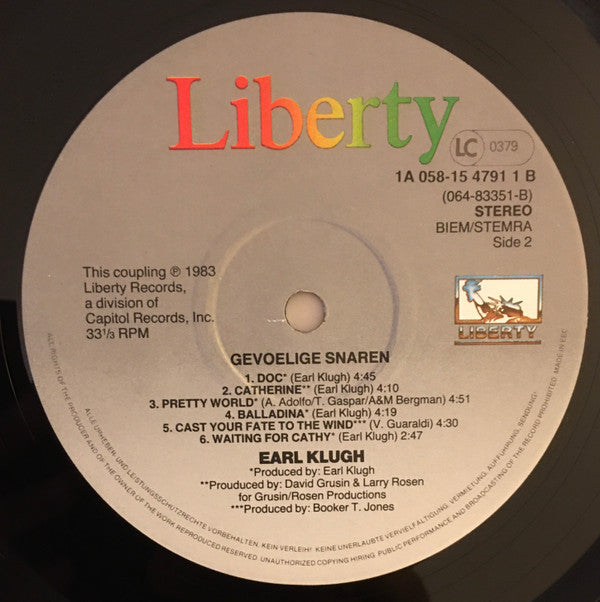 Liberty
LC 0379
1A 058-15 4791 1 B
(064-83351-B)
STEREO
BIEM/STEMRA
Side 2
This coupling ℗ 1983
Liberty Records,
a division of
Capitol Records, Inc.
33⅓ RPM
LIBERTY
GEVOELIGE SNAREN
1. DOC* (Earl Klugh) 4:45
2. CATHERINE** (Earl Klugh) 4:10
3. PRETTY WORLD* (A. Adolfo/T. Gaspar/A&M Bergman) 4:51
4. BALLADINA* (Earl Klugh) 4:19
5. CAST YOUR FATE TO THE WIND*** (V. Guaraldi) 4:30
6. WAITING FOR CATHY* (Earl Klugh) 2:47
EARL KLUGH
*Produced by: Earl Klugh
**Prouduced by: David Grusin & Larry Rosen
for Grusin/Rosen Productions
***Produced by: Booker T. Jones
ALLE URHEBER- UND LEISTUNGSSCHUTZRECHTE VORBEHALTEN. KEIN VERLEIH! KEINE UNERLAUBTE VERVIELFÄLTIGUNG, VERMIETUNG, AUFFÜHRUNG, SENDUNG!
ALL RIGHTS OF THE PRODUCER AND OF THE OWNER OF THE WORK REPRODUCED RESERVED. UNAUTHORIZED COPYING HIRING. PUBLIC PERFORMANCE AND BROADCASTING OF THE RECORD PROHIBITED. MADE IN EEC